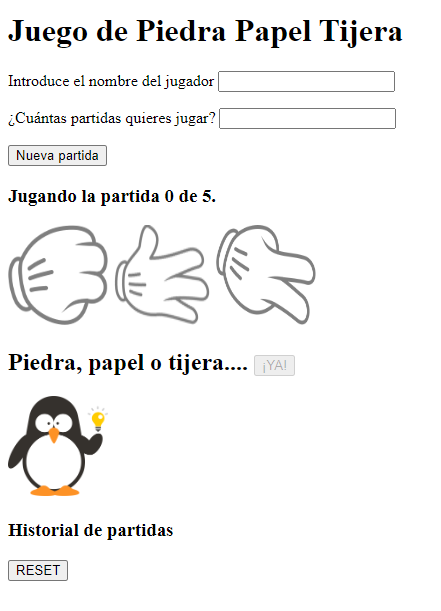 Juego de Piedra Papel Tijera
Introduce el nombre del jugador
¿Cuántas partidas quieres jugar?
Nueva partida
Jugando la partida 0 de 5.
Piedra, papel o tijera.... ¡YA!
Historial de partidas
RESET